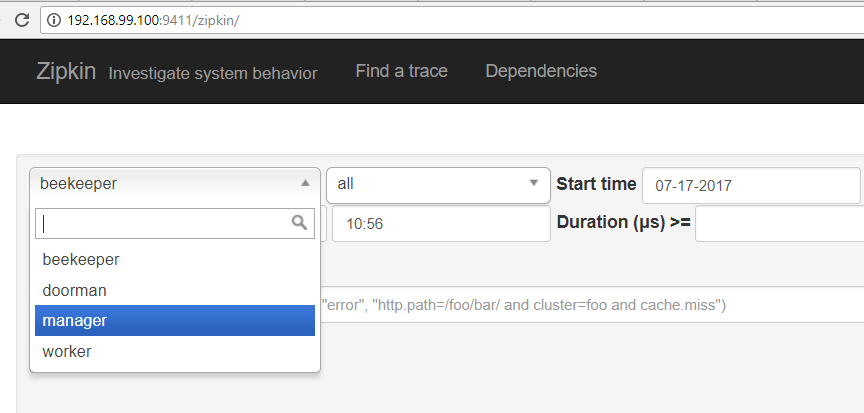 192.168.99.100:9411/zipkin/
Zipkin Investigate system behavior Find a trace Dependencies
beekeeper all Start time 07-17-2017
10:56 Duration (μs) >=
beekeeper
doorman
"error", "http.path=/foo/bar/ and cluster=foo and cache.miss")
manager
worker